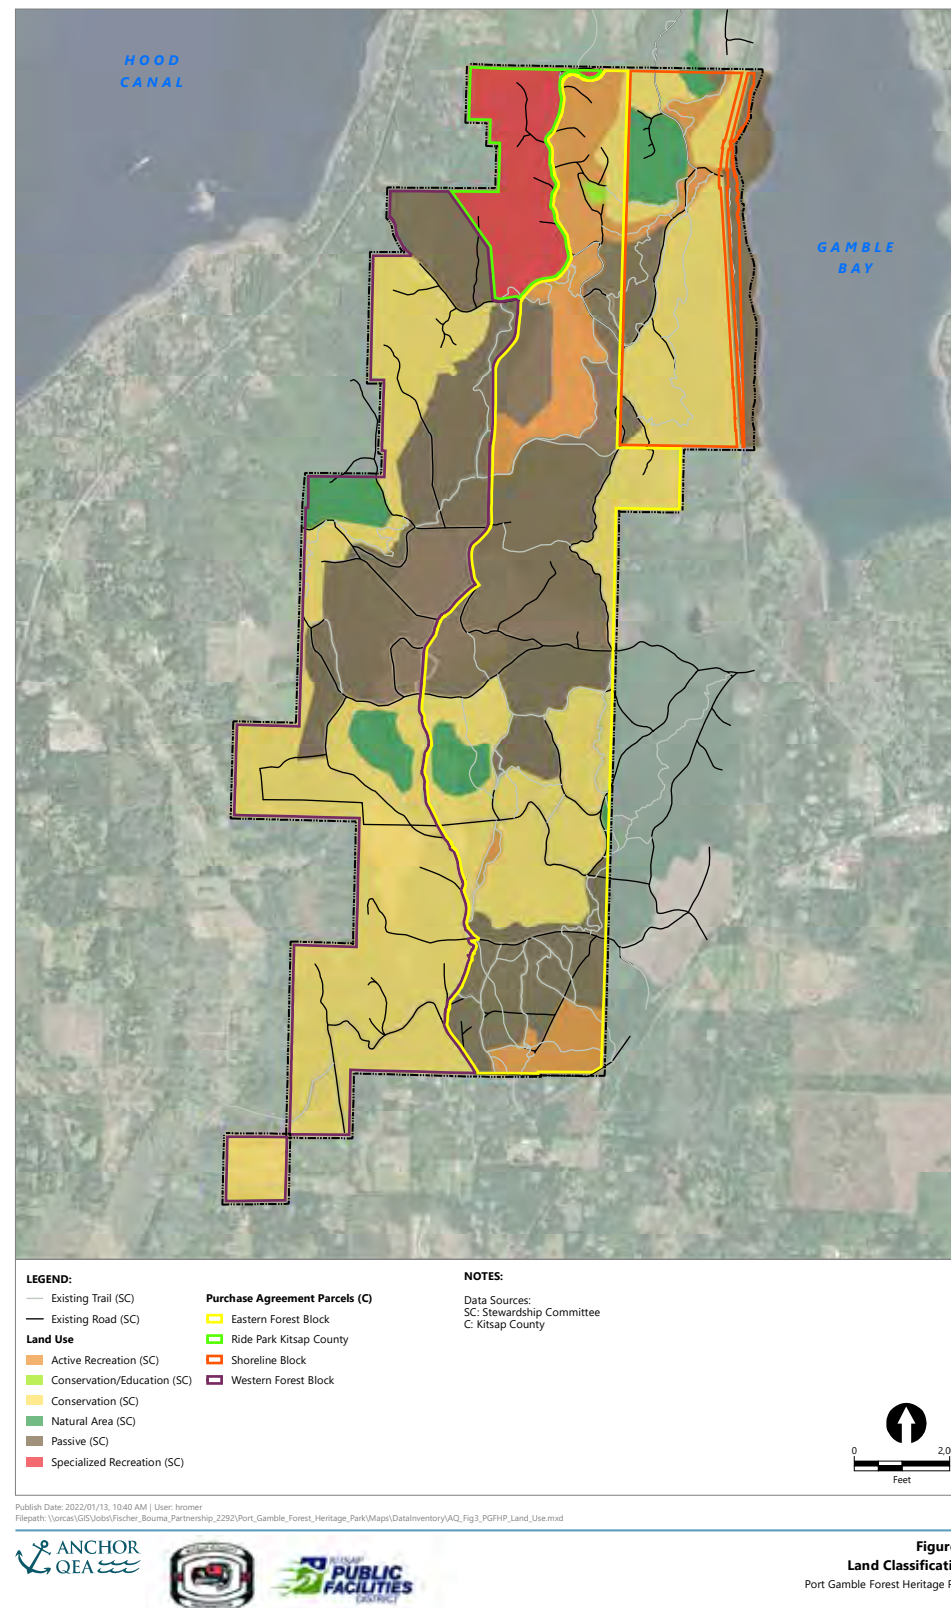 HOOD
CANAL
GAMBLE
BAY
LEGEND:
Existing Trail (SC)
Existing Road (SC)
Land Use
Active Recreation (SC)
Conservation/Education (SC)
Conservation (SC)
Natural Area (SC)
Passive (SC)
Specialized Recreation (SC)
Purchase Agreement Parcels (C)
Eastern Forest Block
Ride Park Kitsap County
Shoreline Block
Western Forest Block
NOTES:
Data Sources:
SC: Stewardship Committee
C: Kitsap County
0 2,0
Feet
Publish Date: 2022/01/13, 10:40 AM | User: hromer
Filepath: \\orcas\GIS\Jobs\Fischer_Bouma_Partnership_2292\Port_Gamble_Forest_Heritage_Park\Maps\DataInventory\AQ_Fig3_PGFHP_Land_Use.mxd
ANCHOR
QEA
KITSAP
PUBLIC
FACILITIES
DISTRICT
Figur
Land Classificati
Port Gamble Forest Heritage P